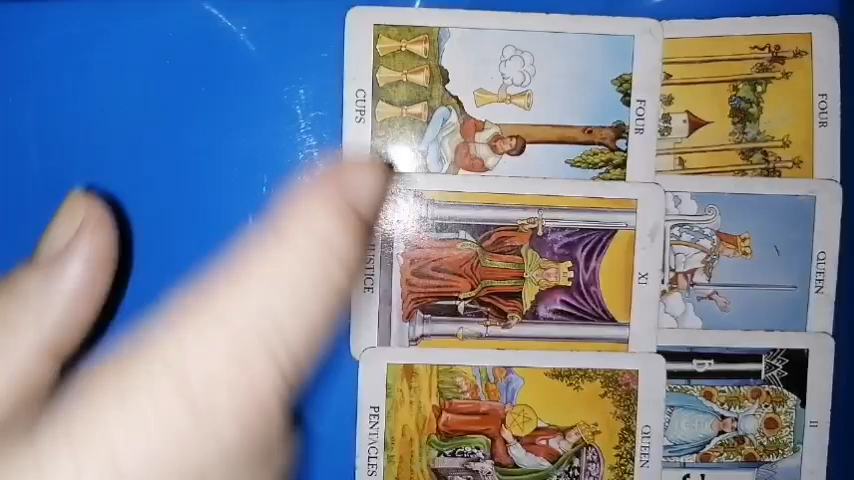 CUPS
FOUR
FOUR
JUSTICE
XI
QUEEN
PENTACLES
QUEEN
B
II